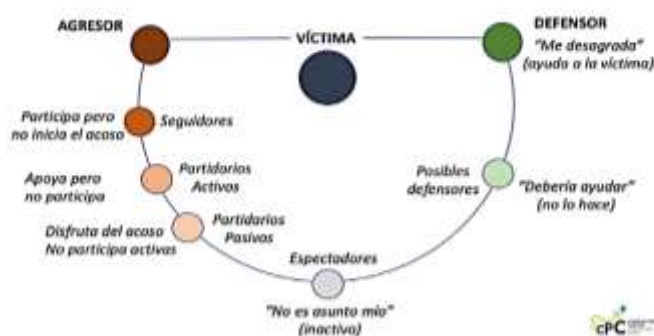 AGRESOR
VÍCTIMA
DEFENSOR
"Me desagrada"
(ayuda a la víctima)
Participa pero
no inicia el acoso
Seguidores
Apoya pero
no participa
Partidarios
Activos
Disfruta del acoso
No participa activas
Partidarios
Pasivos
Espectadores
"No es asunto mío"
(inactivo)
Posibles
defensores
"Debería ayudar"
(no lo hace)
cPC